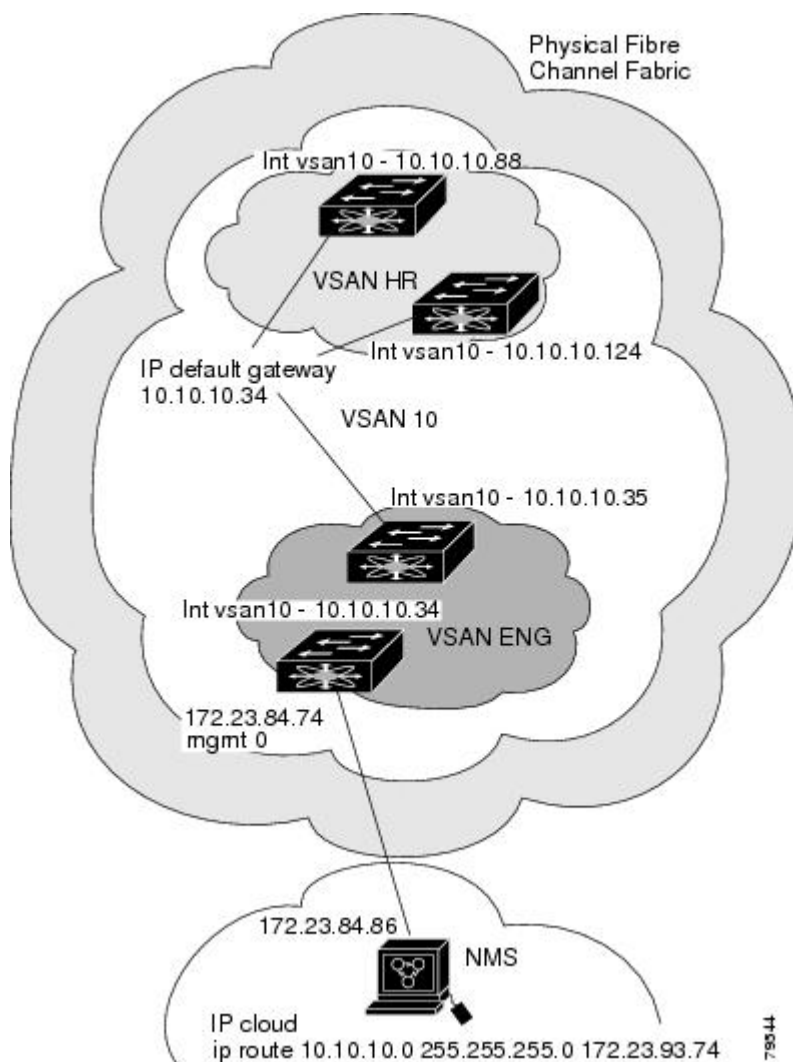 Physical Fibre
Channel Fabric
Int vsan10 - 10.10.10.88
VSAN HR
Int vsan10 - 10.10.10.124
IP default gateway
10.10.10.34
VSAN 10
Int vsan10 - 10.10.10.35
Int vsan10 - 10.10.10.34
VSAN ENG
172.23.84.74
mgmt 0
172.23.84.86
NMS
IP cloud
ip route 10.10.10.0 255.255.255.0 172.23.93.74
79544